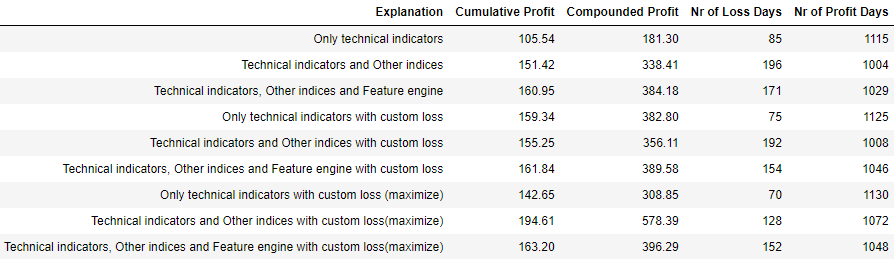 Explanation Cumulative Profit Compounded Profit Nr of Loss Days Nr of Profit Days
Only technical indicators 105.54 181.30 85 1115
Technical indicators and Other indices 151.42 338.41 196 1004
Technical indicators, Other indices and Feature engine 160.95 384.18 171 1029
Only technical indicators with custom loss 159.34 382.80 75 1125
Technical indicators and Other indices with custom loss 155.25 356.11 192 1008
Technical indicators, Other indices and Feature engine with custom loss 161.84 389.58 154 1046
Only technical indicators with custom loss(maximize) 142.65 308.85 70 1130
Technical indicators and Other indices with custom loss(maximize) 194.61 578.39 128 1072
Technical indicators, Other indices and Feature engine with custom loss(maximize) 163.20 396.29 152 1048